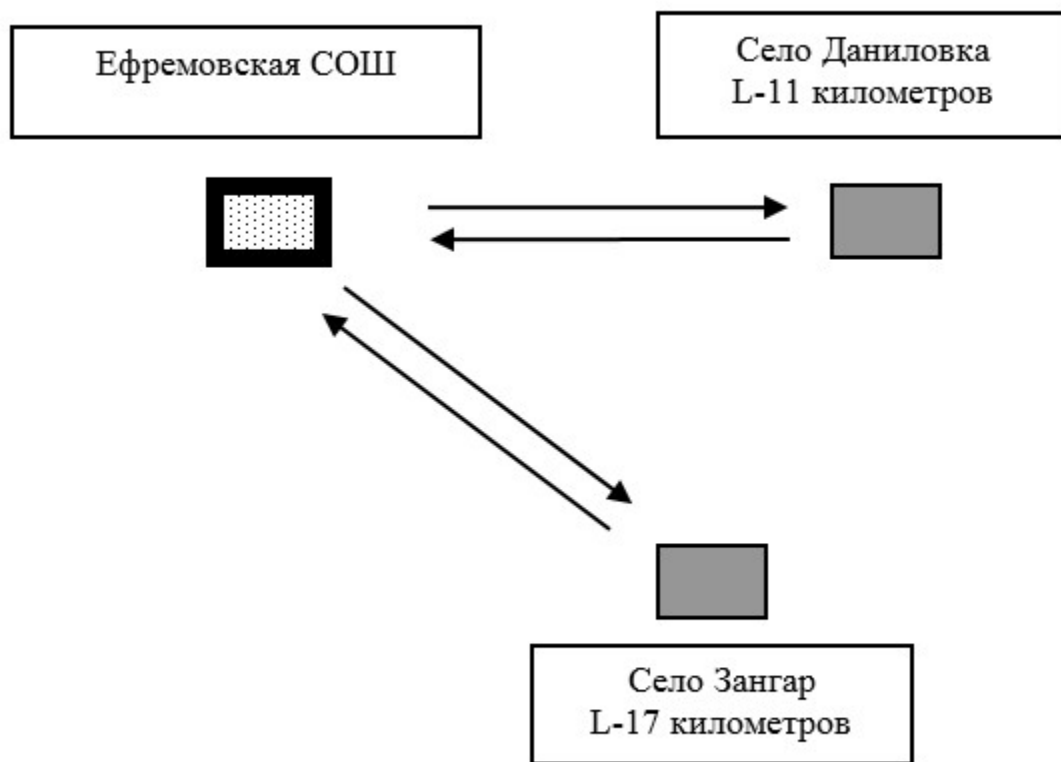 Ефремовская СОШ
Село Даниловка
L-11 километров
Село Зангар
L-17 километров